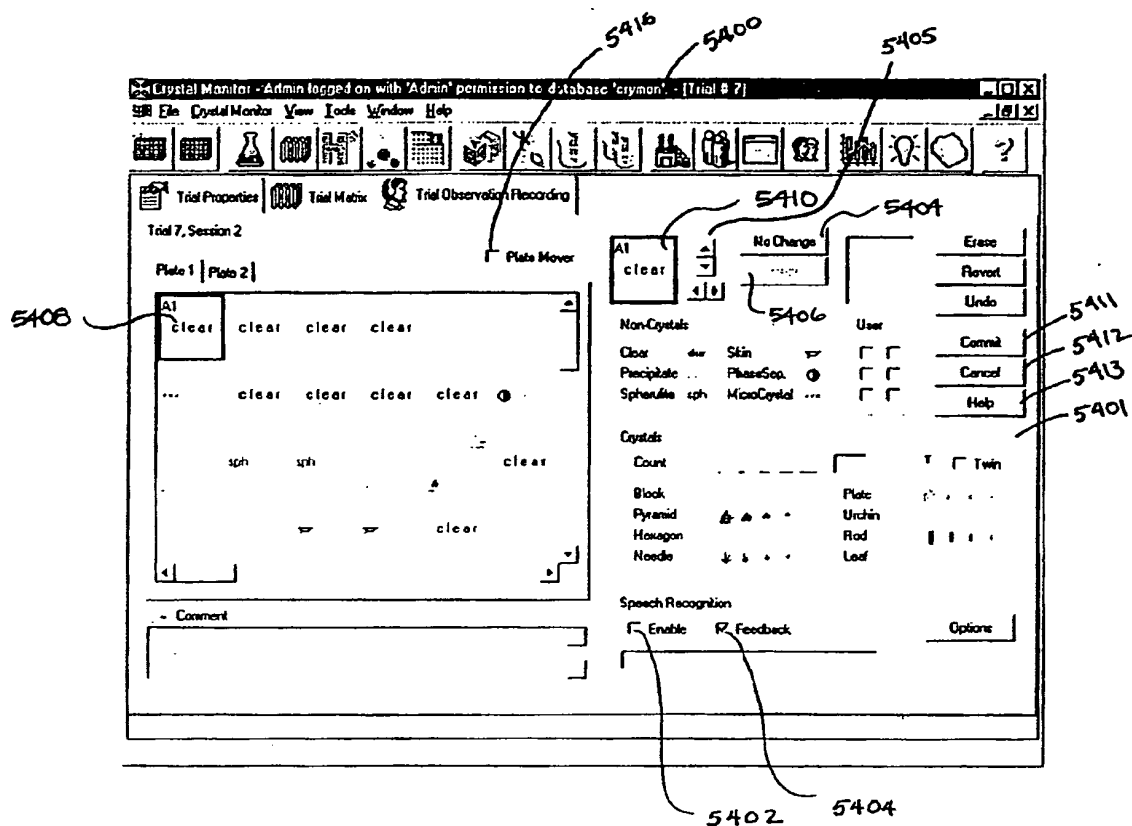 5416
5400
5405
Crystal Monitor - 'Admin logged on with 'Admin' permission to database 'crymon'. - [Trial # 7]
File Crystal Monitor View Tools Window Help
Trial Properties Trial Matrix Trial Observation Recording
5410
5404
Trial 7, Session 2
Plate Mover
Plate 1 Plate 2
A1
clear
No Change
Erase
Revert
Undo
5406
5408
A1
clear clear clear clear
clear clear clear clear
sph sph clear
clear
Non-Crystals User
Clear clear Skin
Precipitate PhaseSep.
Spherulite sph MicroCrystal
Commit
Cancel
Help
5411
5412
5413
5401
Crystals
Count T Twin
Block Plate
Pyramid Urchin
Hexagon Rod
Needle Leaf
Comment
Speech Recognition
Enable Feedback Options
5402
5404